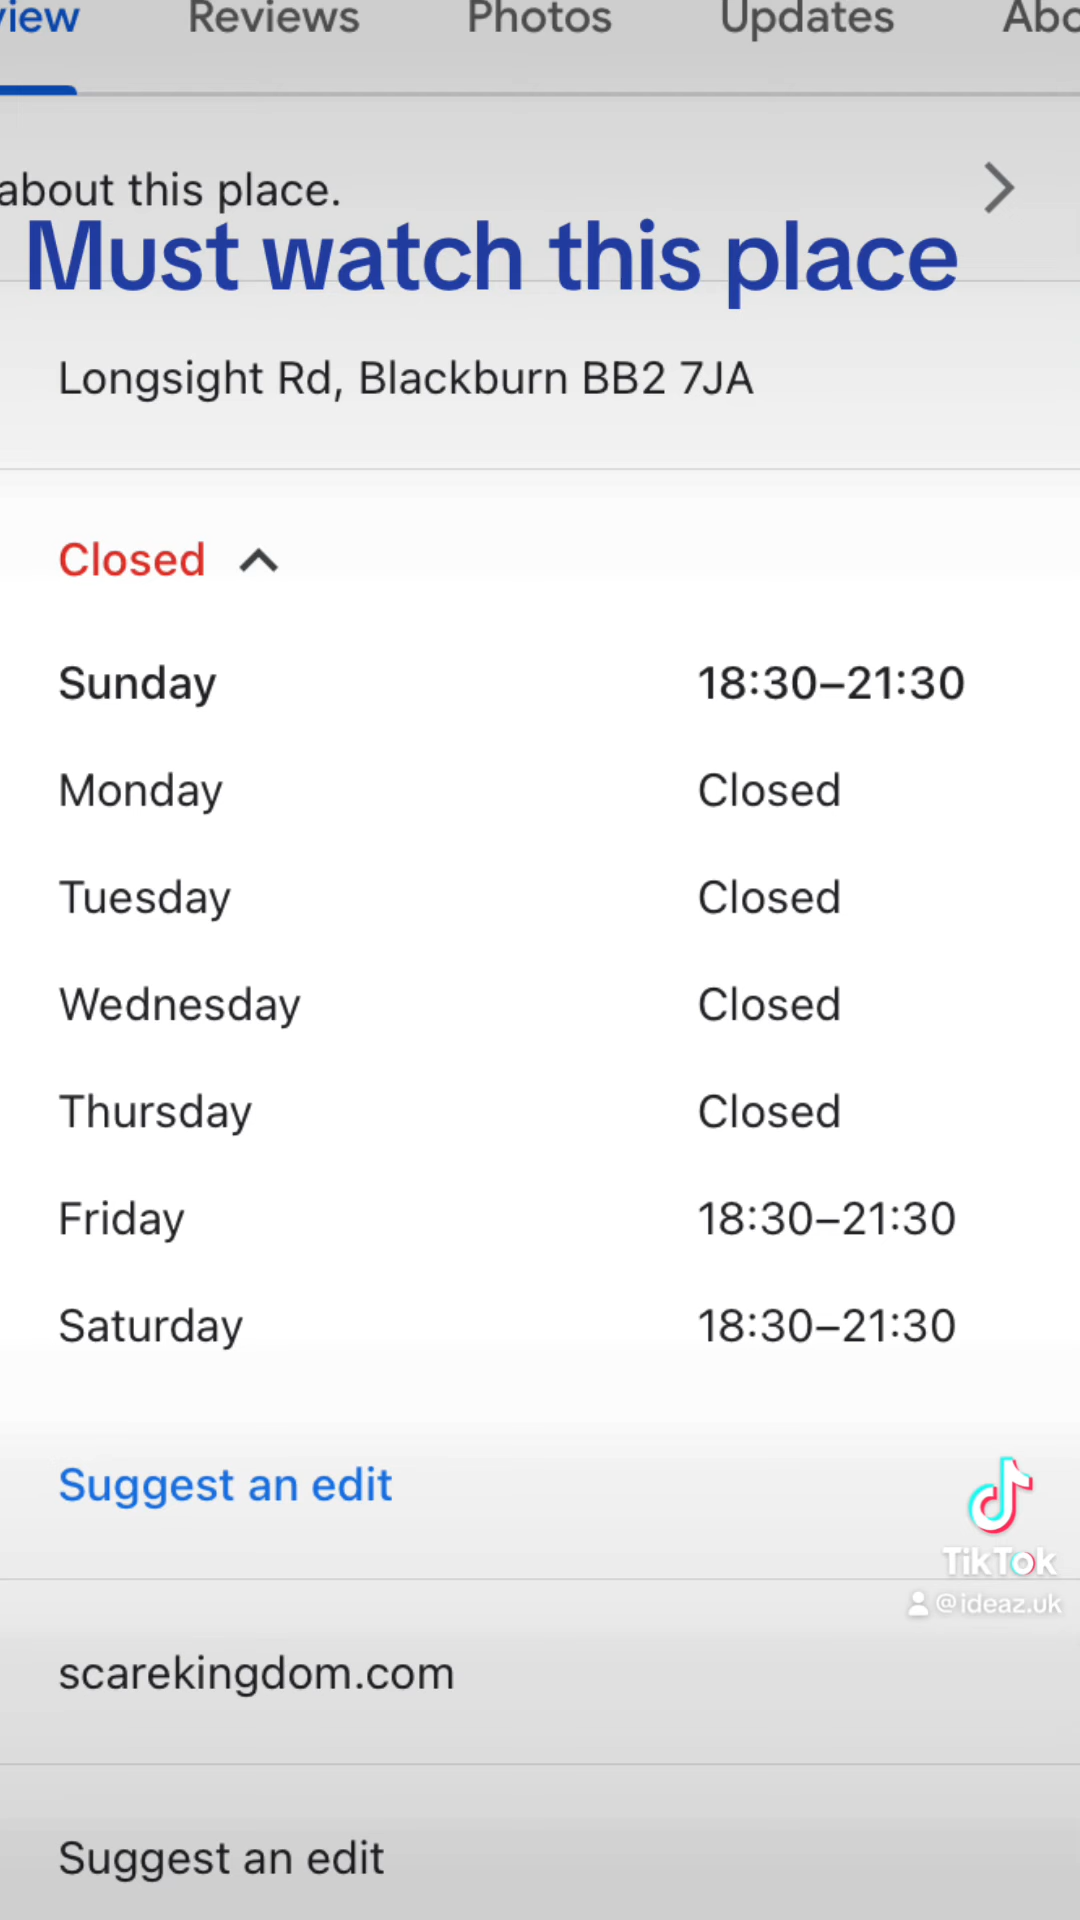 view Reviews Photos Updates Abo
about this place.
Must watch this place
Longsight Rd, Blackburn BB2 7JA
Closed
Sunday 18:30–21:30
Monday Closed
Tuesday Closed
Wednesday Closed
Thursday Closed
Friday 18:30–21:30
Saturday 18:30–21:30
Suggest an edit
TikTok
@ideaz.uk
scarekingdom.com
Suggest an edit